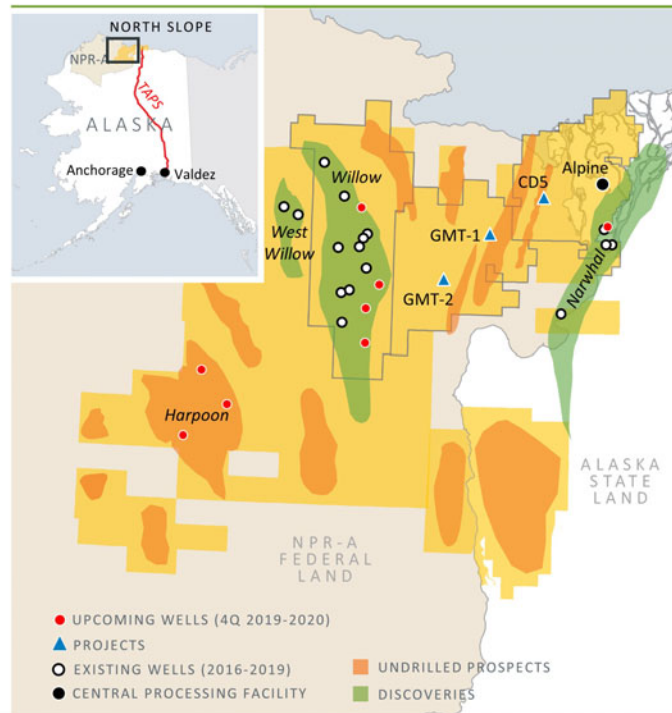 NORTH SLOPE
NPR-A
TAPS
ALASKA
Anchorage
Valdez
Willow
West
Willow
CD5
Alpine
GMT-1
GMT-2
Narwhal
Harpoon
ALASKA
STATE
LAND
NPR-A
FEDERAL
LAND
UPCOMING WELLS (4Q 2019-2020)
PROJECTS
EXISTING WELLS (2016-2019)
CENTRAL PROCESSING FACILITY
UNDRILLED PROSPECTS
DISCOVERIES